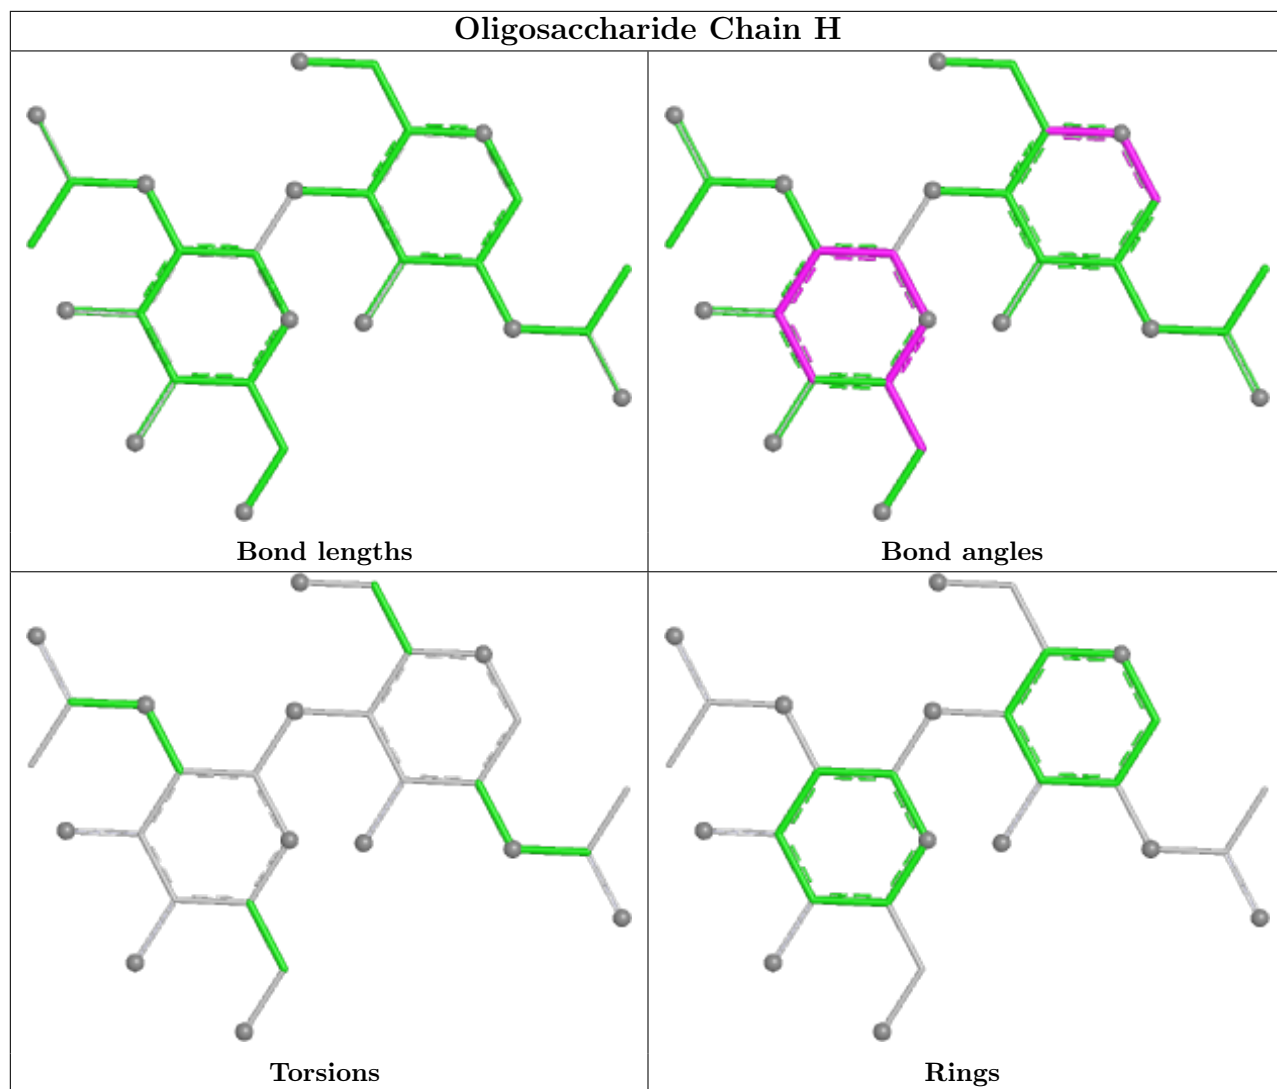 Oligosaccharide Chain H
Bond lengths
Bond angles
Torsions
Rings